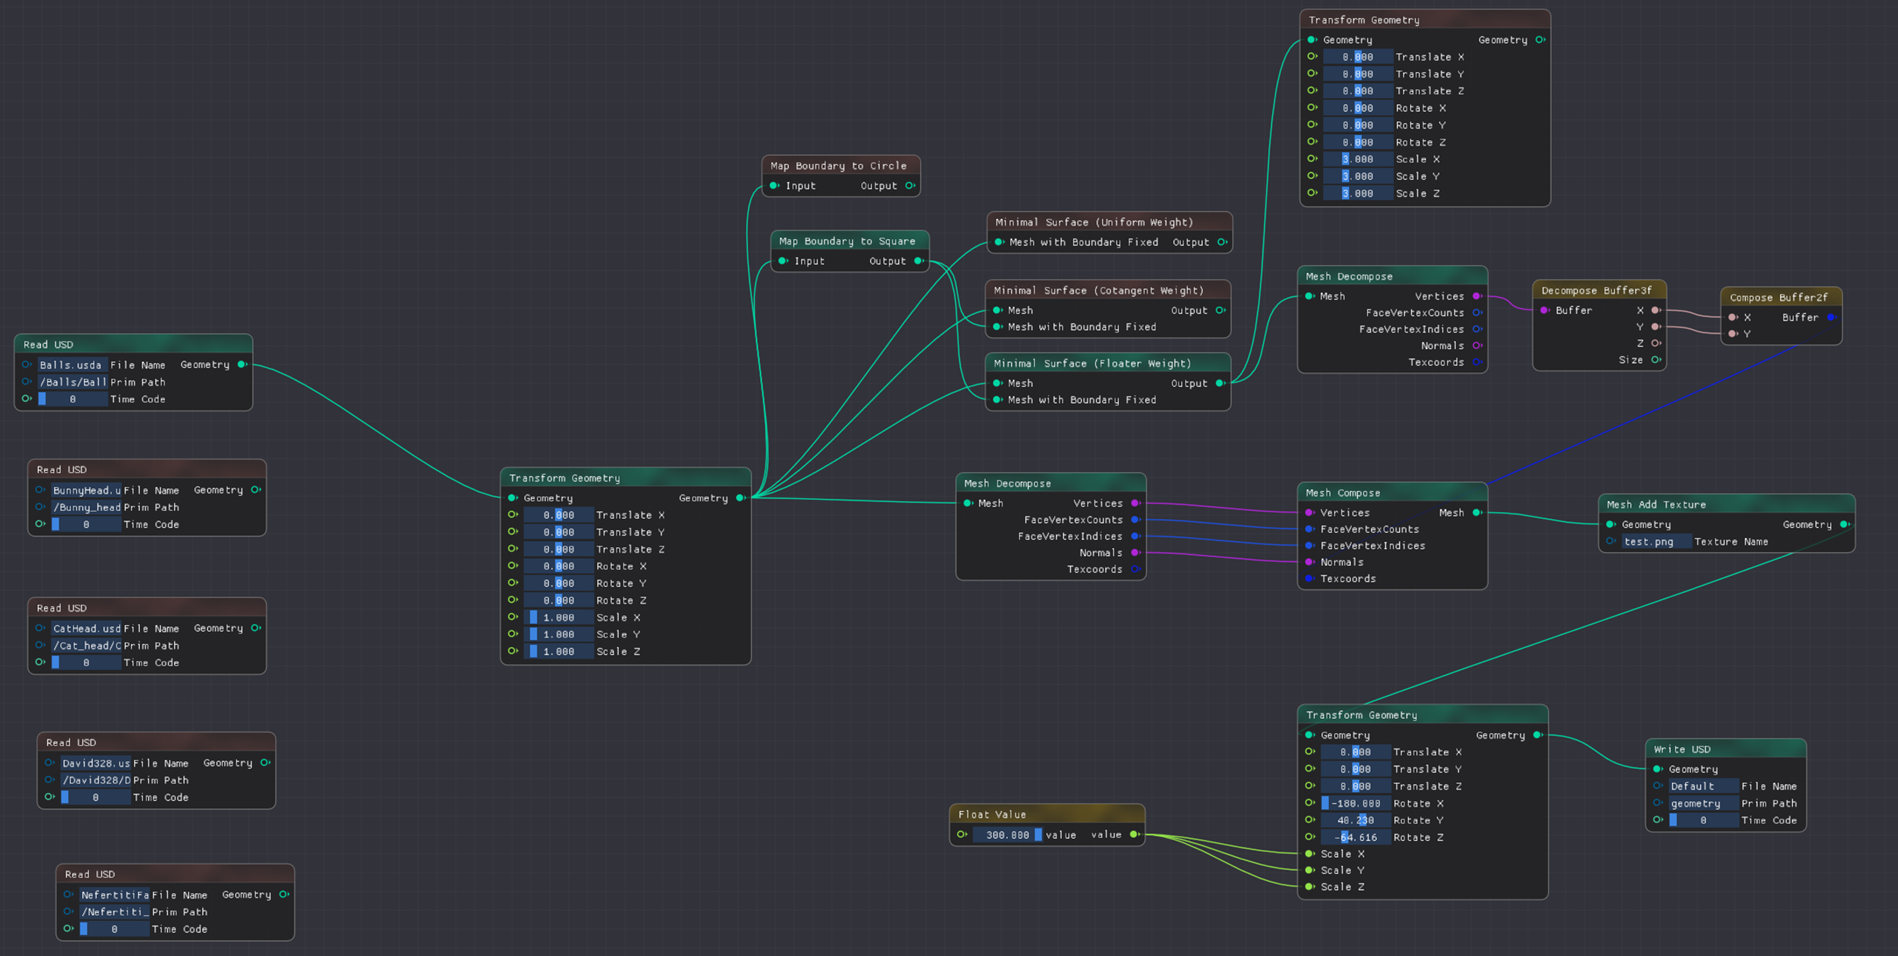 Transform Geometry
Geometry Geometry
0.000 Translate X
0.000 Translate Y
0.000 Translate Z
0.000 Rotate X
0.000 Rotate Y
0.000 Rotate Z
3.000 Scale X
3.000 Scale Y
3.000 Scale Z
Map Boundary to Circle
Input Output
Map Boundary to Square
Input Output
Minimal Surface (Uniform Weight)
Mesh with Boundary Fixed Output
Minimal Surface (Cotangent Weight)
Mesh Output
Mesh with Boundary Fixed
Minimal Surface (Floater Weight)
Mesh Output
Mesh with Boundary Fixed
Mesh Decompose
Mesh Vertices
FaceVertexCounts
FaceVertexIndices
Normals
Texcoords
Decompose Buffer3f
Buffer X
Y
Z
Size
Compose Buffer2f
X Buffer
Y
Read USD
Balls.usda File Name Geometry
/Balls/Ball Prim Path
0 Time Code
Read USD
BunnyHead.u File Name Geometry
/Bunny_head Prim Path
0 Time Code
Read USD
CatHead.usd File Name Geometry
/Cat_head/C Prim Path
0 Time Code
Read USD
David328.us File Name Geometry
/David328/D Prim Path
0 Time Code
Read USD
NefertitiFa File Name Geometry
/Nefertiti_ Prim Path
0 Time Code
Transform Geometry
Geometry Geometry
0.000 Translate X
0.000 Translate Y
0.000 Translate Z
0.000 Rotate X
0.000 Rotate Y
0.000 Rotate Z
1.000 Scale X
1.000 Scale Y
1.000 Scale Z
Mesh Decompose
Mesh Vertices
FaceVertexCounts
FaceVertexIndices
Normals
Texcoords
Mesh Compose
Vertices Mesh
FaceVertexCounts
FaceVertexIndices
Normals
Texcoords
Mesh Add Texture
Geometry Geometry
test.png Texture Name
Float Value
300.000 value value
Transform Geometry
Geometry Geometry
0.000 Translate X
0.000 Translate Y
0.000 Translate Z
-180.000 Rotate X
40.230 Rotate Y
-64.616 Rotate Z
Scale X
Scale Y
Scale Z
Write USD
Geometry
Default File Name
geometry Prim Path
0 Time Code